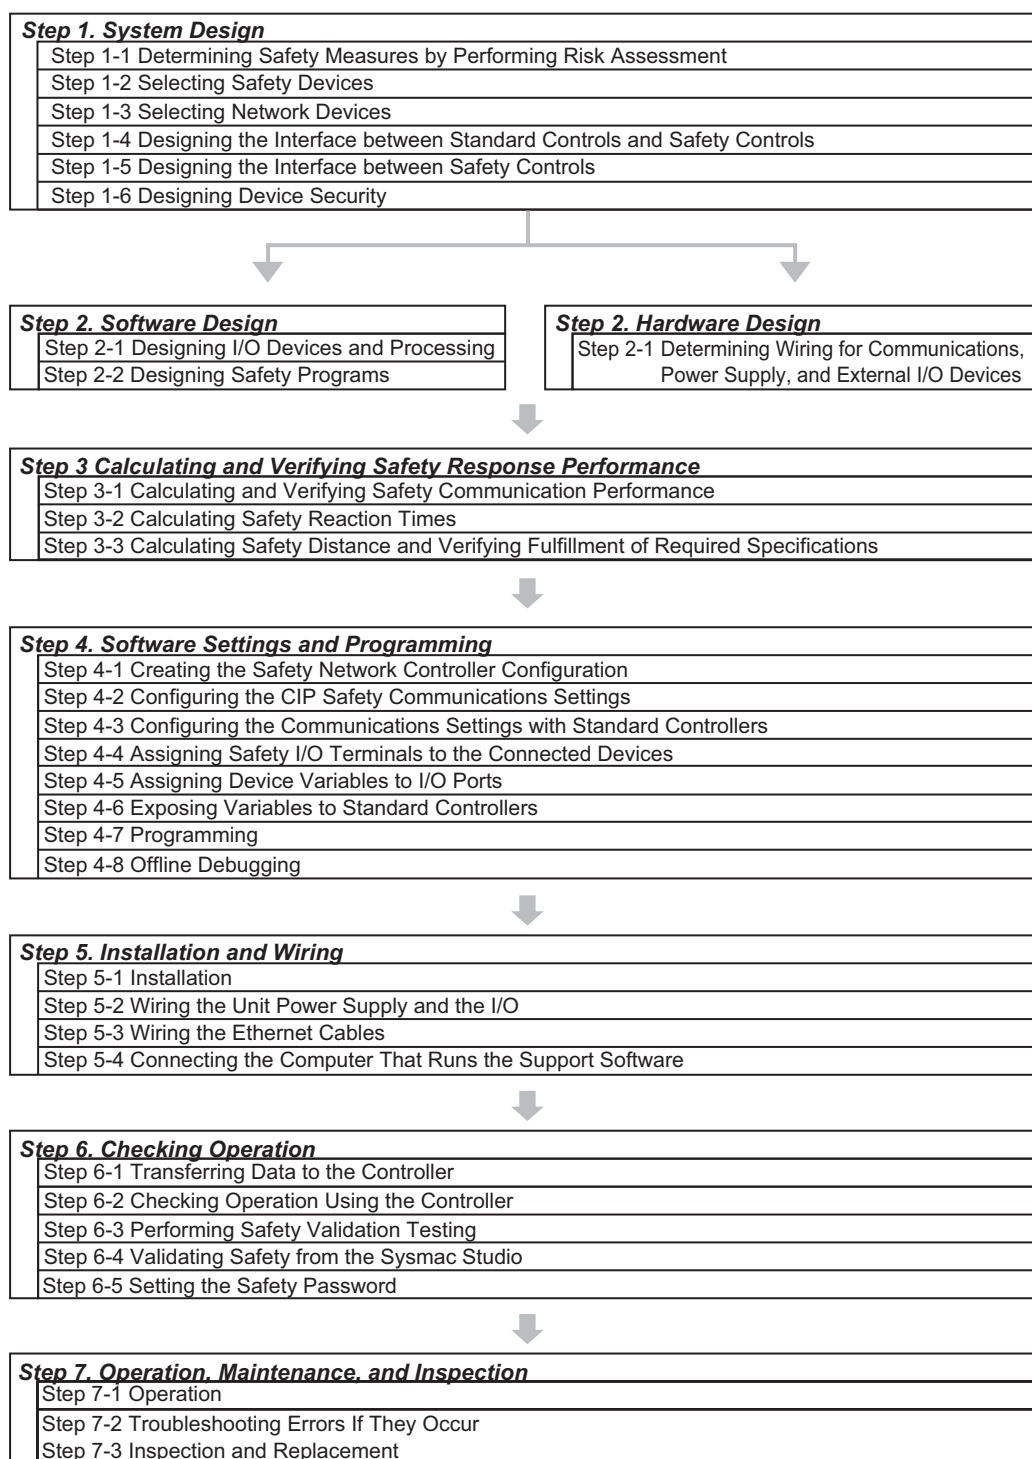 Step 1. System Design
Step 1-1 Determining Safety Measures by Performing Risk Assessment
Step 1-2 Selecting Safety Devices
Step 1-3 Selecting Network Devices
Step 1-4 Designing the Interface between Standard Controls and Safety Controls
Step 1-5 Designing the Interface between Safety Controls
Step 1-6 Designing Device Security
Step 2. Software Design
Step 2-1 Designing I/O Devices and Processing
Step 2-2 Designing Safety Programs
Step 2. Hardware Design
Step 2-1 Determining Wiring for Communications,
Power Supply, and External I/O Devices
Step 3 Calculating and Verifying Safety Response Performance
Step 3-1 Calculating and Verifying Safety Communication Performance
Step 3-2 Calculating Safety Reaction Times
Step 3-3 Calculating Safety Distance and Verifying Fulfillment of Required Specifications
Step 4. Software Settings and Programming
Step 4-1 Creating the Safety Network Controller Configuration
Step 4-2 Configuring the CIP Safety Communications Settings
Step 4-3 Configuring the Communications Settings with Standard Controllers
Step 4-4 Assigning Safety I/O Terminals to the Connected Devices
Step 4-5 Assigning Device Variables to I/O Ports
Step 4-6 Exposing Variables to Standard Controllers
Step 4-7 Programming
Step 4-8 Offline Debugging
Step 5. Installation and Wiring
Step 5-1 Installation
Step 5-2 Wiring the Unit Power Supply and the I/O
Step 5-3 Wiring the Ethernet Cables
Step 5-4 Connecting the Computer That Runs the Support Software
Step 6. Checking Operation
Step 6-1 Transferring Data to the Controller
Step 6-2 Checking Operation Using the Controller
Step 6-3 Performing Safety Validation Testing
Step 6-4 Validating Safety from the Sysmac Studio
Step 6-5 Setting the Safety Password
Step 7. Operation, Maintenance, and Inspection
Step 7-1 Operation
Step 7-2 Troubleshooting Errors If They Occur
Step 7-3 Inspection and Replacement